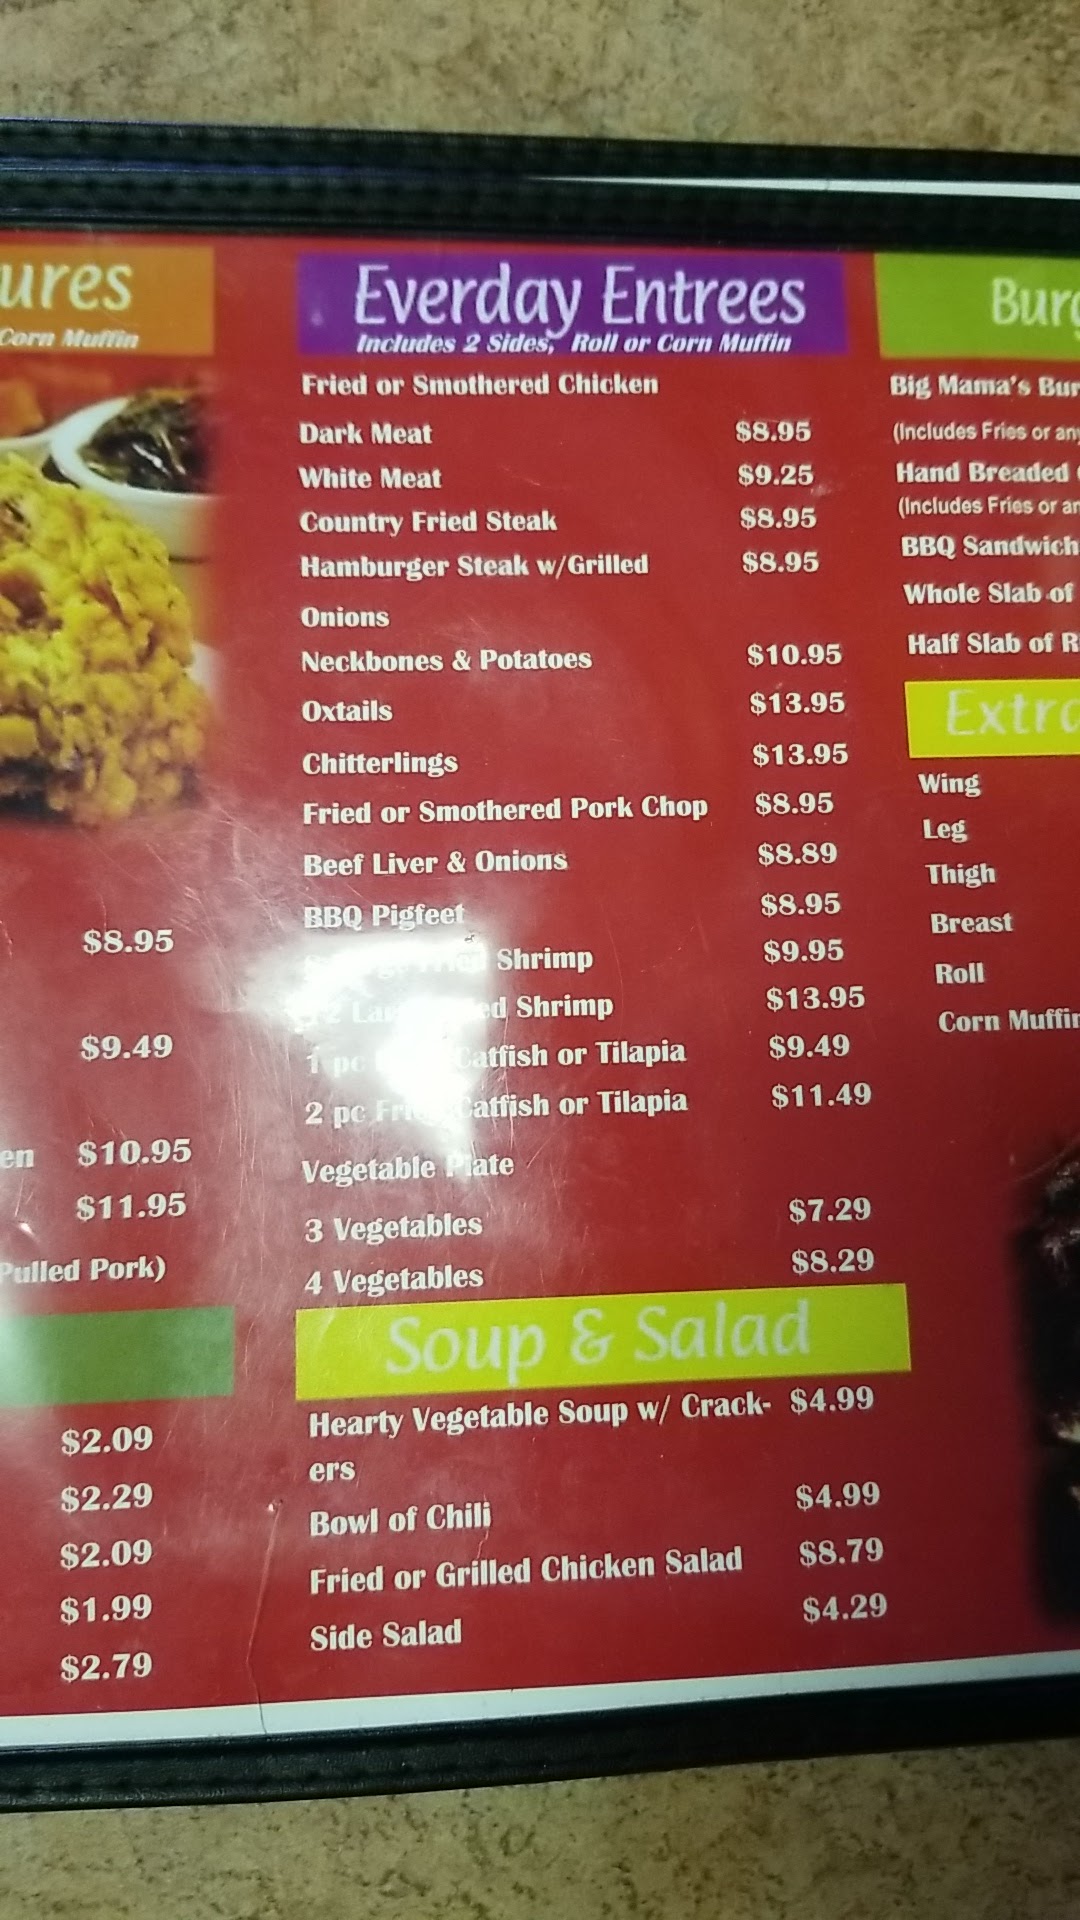 ures
Corn Muffin
$8.95
$9.49
en $10.95
$11.95
Pulled Pork)
$2.09
$2.29
$2.09
$1.99
$2.79
Everday Entrees
Includes 2 Sides, Roll or Corn Muffin
Fried or Smothered Chicken
Dark Meat $8.95
White Meat $9.25
Country Fried Steak $8.95
Hamburger Steak w/Grilled $8.95
Onions
Neckbones & Potatoes $10.95
Oxtails $13.95
Chitterlings $13.95
Fried or Smothered Pork Chop $8.95
Beef Liver & Onions $8.89
BBQ Pigfeet $8.95
Shrimp $9.95
Shrimp $13.95
1 pc Catfish or Tilapia $9.49
2 pc Fried Catfish or Tilapia $11.49
Vegetable Plate
3 Vegetables $7.29
4 Vegetables $8.29
Soup & Salad
Hearty Vegetable Soup w/ Crack- $4.99
ers
Bowl of Chili $4.99
Fried or Grilled Chicken Salad $8.79
Side Salad $4.29
Burg
Big Mama's Bur
(Includes Fries or any
Hand Breaded
(Includes Fries or an
BBQ Sandwich
Whole Slab of
Half Slab of R
Extra
Wing
Leg
Thigh
Breast
Roll
Corn Muffin